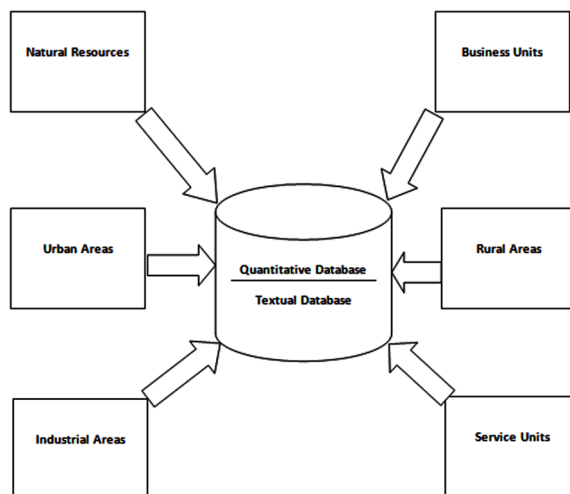 Natural Resources
Business Units
Urban Areas
Quantitative Database
Textual Database
Rural Areas
Industrial Areas
Service Units